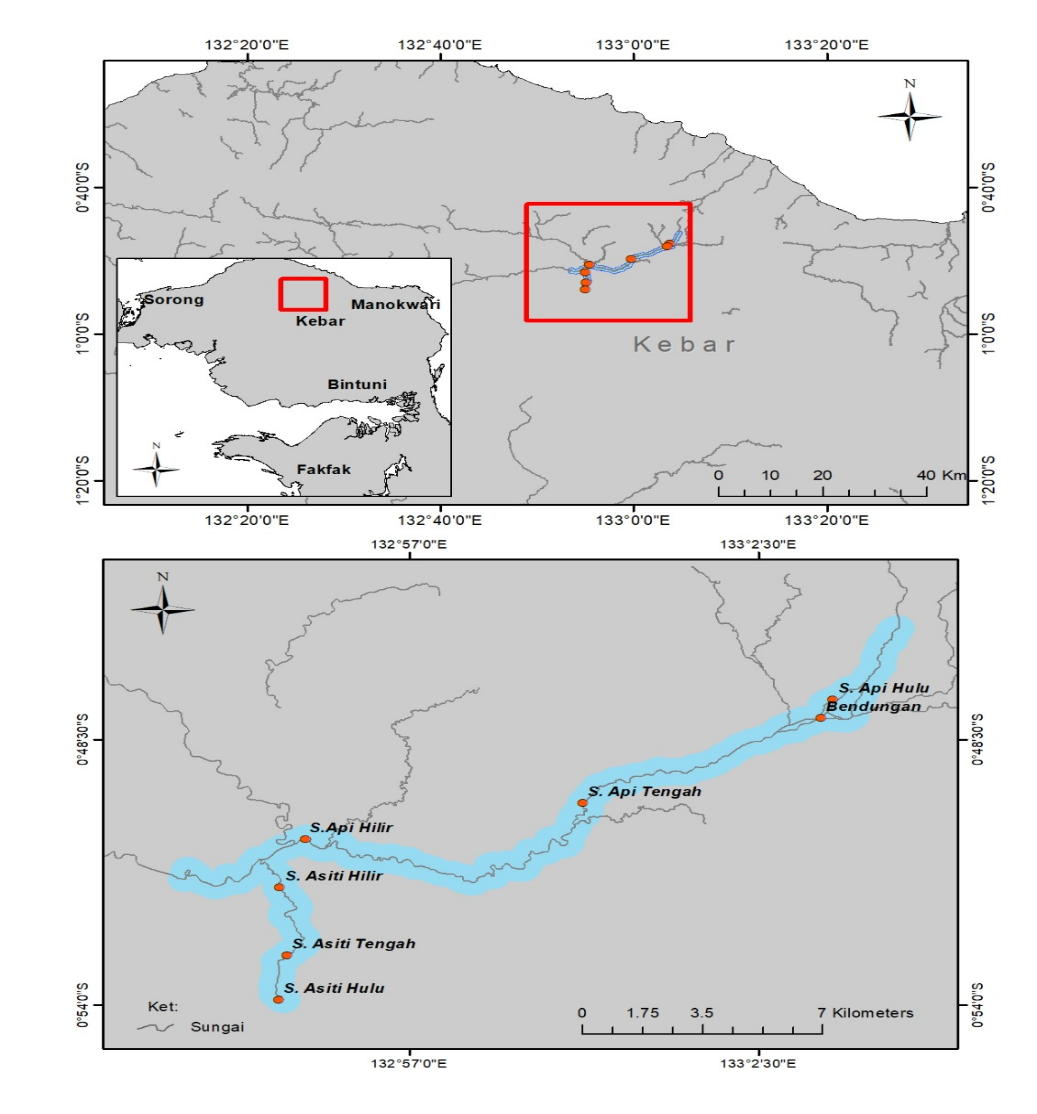 132°20'0"E 132°40'0"E 133°0'0"E 133°20'0"E
N
0°40'0"S 0°40'0"S
Sorong
Manokwari
Kebar
Kebar
1°0'0"S 1°0'0"S
Bintuni
N
Fakfak
0 10 20 40 Km
1°20'0"S 1°20'0"S
132°20'0"E 132°40'0"E 133°0'0"E 133°20'0"E
132°57'0"E 133°2'30"E
N
S. Api Hulu
Bendungan
0°48'30"S 0°48'30"S
S. Api Tengah
S.Api Hilir
S. Asiti Hilir
S. Asiti Tengah
S. Asiti Hulu
0°54'0"S 0°54'0"S
Ket:
Sungai
0 1.75 3.5 7 Kilometers
132°57'0"E 133°2'30"E